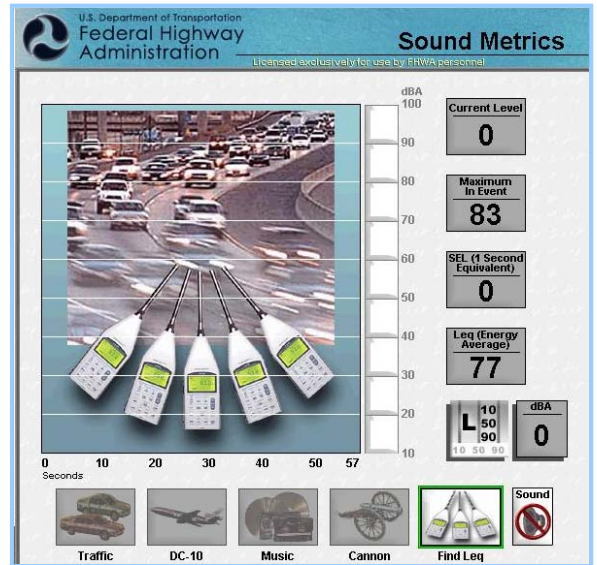 U.S. Department of Transportation
Federal Highway
Administration
Sound Metrics
Licensed exclusively for use by FHWA personnel
dBA
100
90
80
70
60
50
40
30
20
10
0 10 20 30 40 50 57
Seconds
Current Level
0
Maximum
In Event
83
SEL (1 Second
Equivalent)
0
Leq (Energy
Average)
77
L 10
50
90
10 50 90
dBA
0
Traffic
DC-10
Music
Cannon
Find Leq
Sound